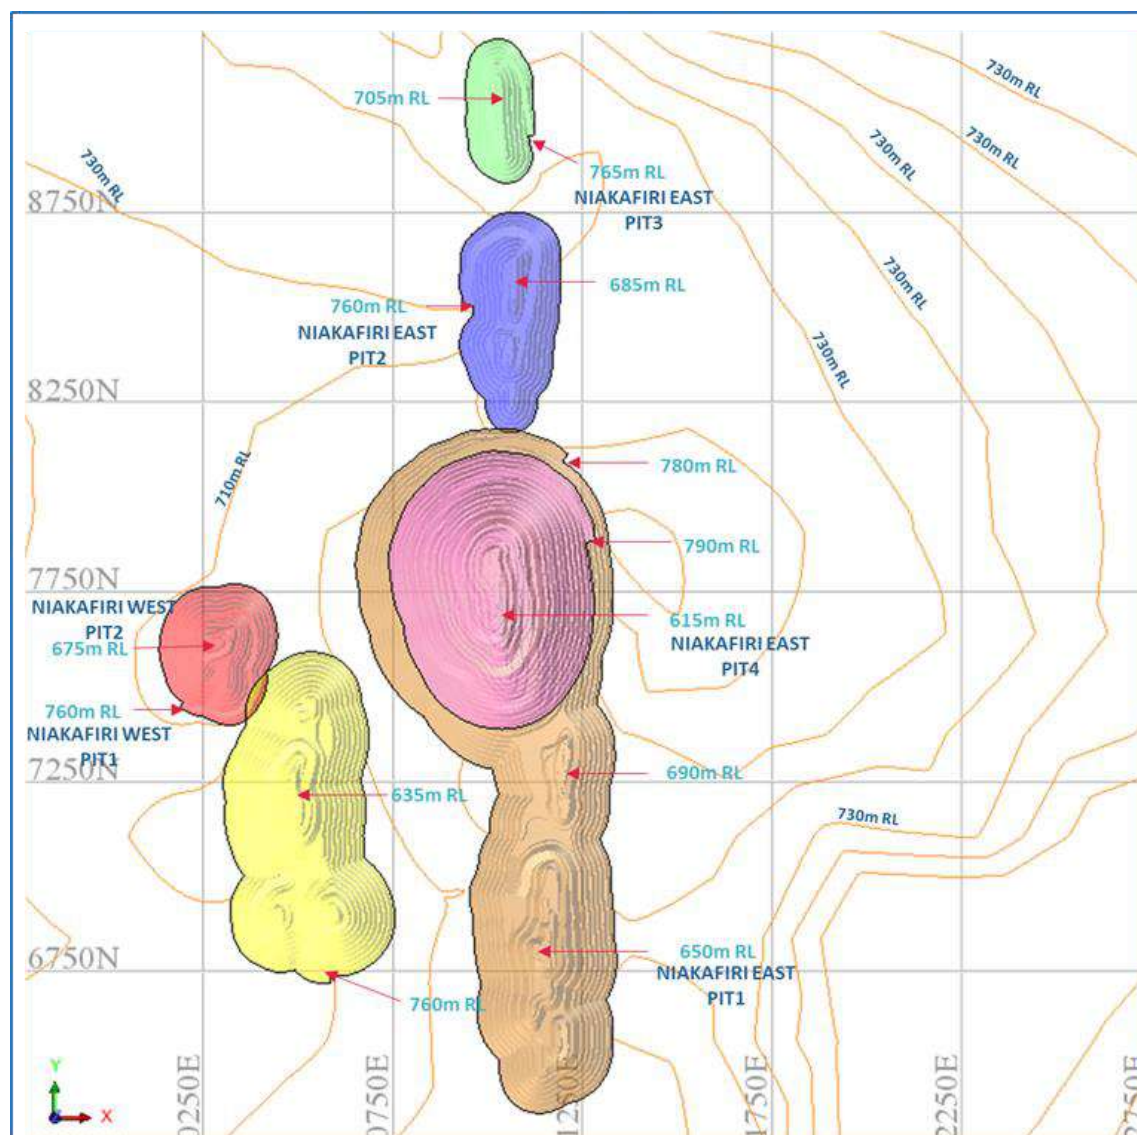 730m RL
705m RL
730m RL
730m RL
730m RL
765m RL
8750N
NIAKAFIRI EAST
PIT3
730m RL
685m RL
760m RL
NIAKAFIRI EAST
PIT2
730m RL
8250N
780m RL
710m RL
790m RL
7750N
NIAKAFIRI WEST
PIT2
615m RL
675m RL
NIAKAFIRI EAST
PIT4
760m RL
NIAKAFIRI WEST
PIT1
690m RL
7250N
635m RL
730m RL
650m RL
6750N
NIAKAFIRI EAST
PIT1
760m RL
Y
X
0250E
0750E
1250E
1750E
2250E
2750E